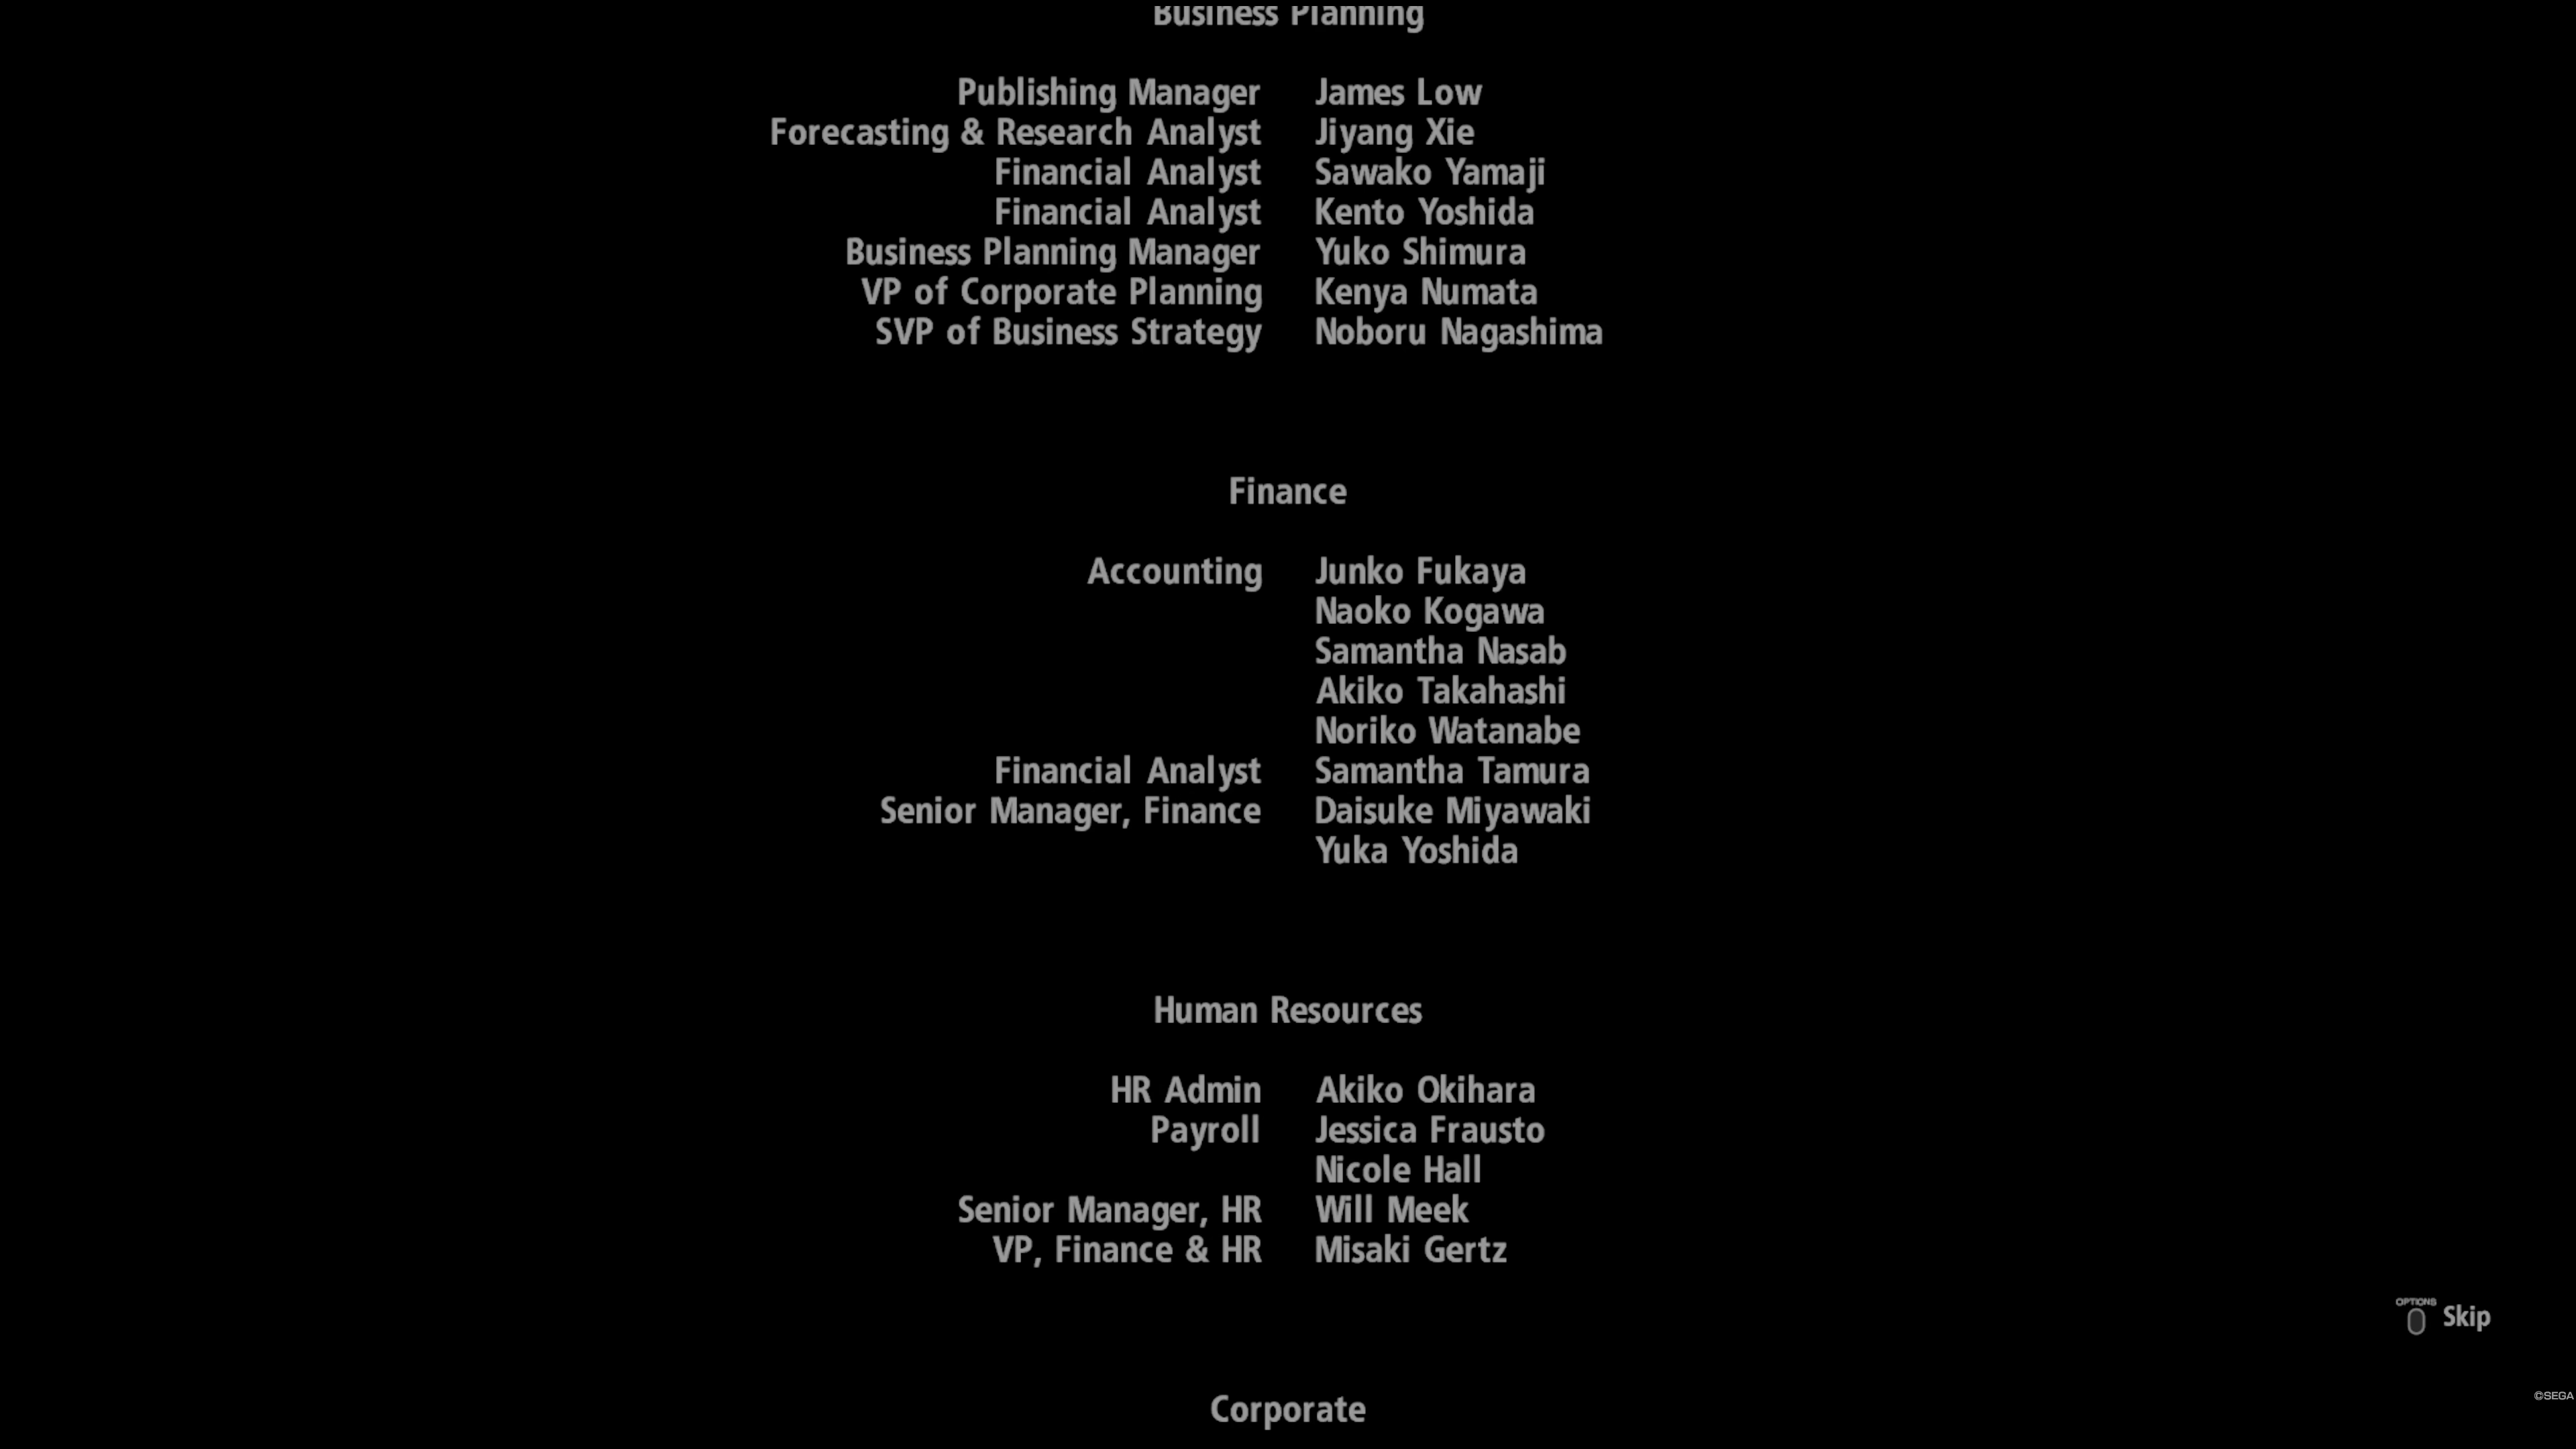 Business Planning
Publishing Manager James Low
Forecasting & Research Analyst Jiyang Xie
Financial Analyst Sawako Yamaji
Financial Analyst Kento Yoshida
Business Planning Manager Yuko Shimura
VP of Corporate Planning Kenya Numata
SVP of Business Strategy Noboru Nagashima
Finance
Accounting Junko Fukaya
Naoko Kogawa
Samantha Nasab
Akiko Takahashi
Noriko Watanabe
Financial Analyst Samantha Tamura
Senior Manager, Finance Daisuke Miyawaki
Yuka Yoshida
Human Resources
HR Admin Akiko Okihara
Payroll Jessica Frausto
Nicole Hall
Senior Manager, HR Will Meek
VP, Finance & HR Misaki Gertz
OPTIONS Skip
©SEGA
Corporate